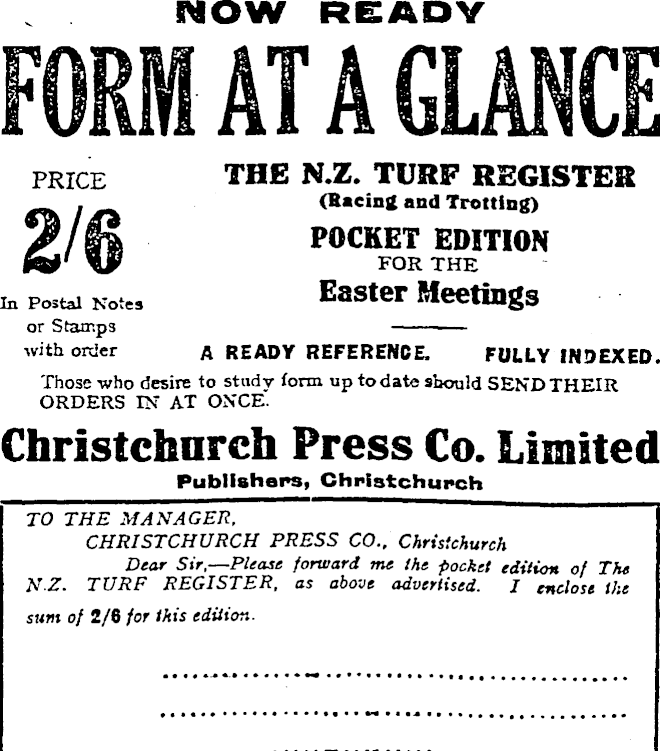 NOW READY
FORM AT A GLANCE
PRICE
2/6
In Postal Notes
or Stamps
with order
THE N.Z. TURF REGISTER
(Racing and Trotting)
POCKET EDITION
FOR THE
Easter Meetings
A READY REFERENCE. FULLY INDEXED.
Those who desire to study form up to date should SEND THEIR
ORDERS IN AT ONCE.
Christchurch Press Co. Limited
Publishers, Christchurch
TO THE MANAGER,
CHRISTCHURCH PRESS CO., Christchurch
Dear Sir,—Please forward me the pocket edition of The
N.Z. TURF REGISTER, as above advertised. I enclose the
sum of 2/6 for this edition.